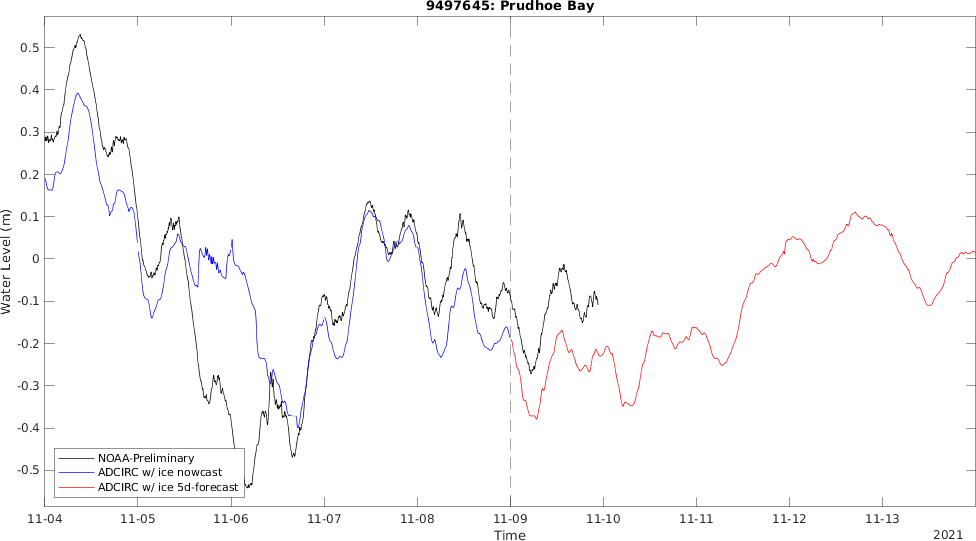 9497645: Prudhoe Bay
0.5
0.4
0.3
0.2
0.1
0
-0.1
-0.2
-0.3
-0.4
-0.5
Water Level (m)
NOAA-Preliminary
ADCIRC w/ ice nowcast
ADCIRC w/ ice 5d-forecast
11-04 11-05 11-06 11-07 11-08 11-09 11-10 11-11 11-12 11-13
Time
2021